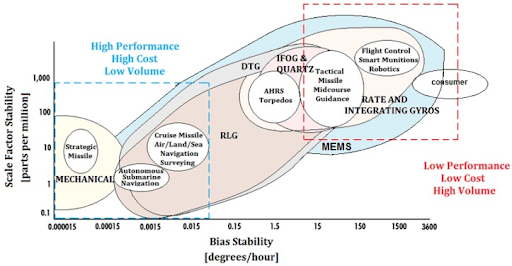 High Performance
High Cost
Low Volume
Scale Factor Stability
[parts per million]
1,000
100
10
1
0.1
DTG
IFOG &
QUARTZ
Flight Control
Smart Munitions
Robotics
Tactical
Missile
Midcourse
Guidance
consumer
AHRS
Torpedos
RATE AND
INTEGRATING GYROS
RLG
Cruise Missile
Air/Land/Sea
Navigation
Surveying
Strategic
Missile
MECHANICAL
Autonomous
Submarine
Navigation
MEMS
Low Performance
Low Cost
High Volume
0.000015 0.00015 0.0015 0.015 0.15 1.5 15 150 1500 3600
Bias Stability
[degrees/hour]